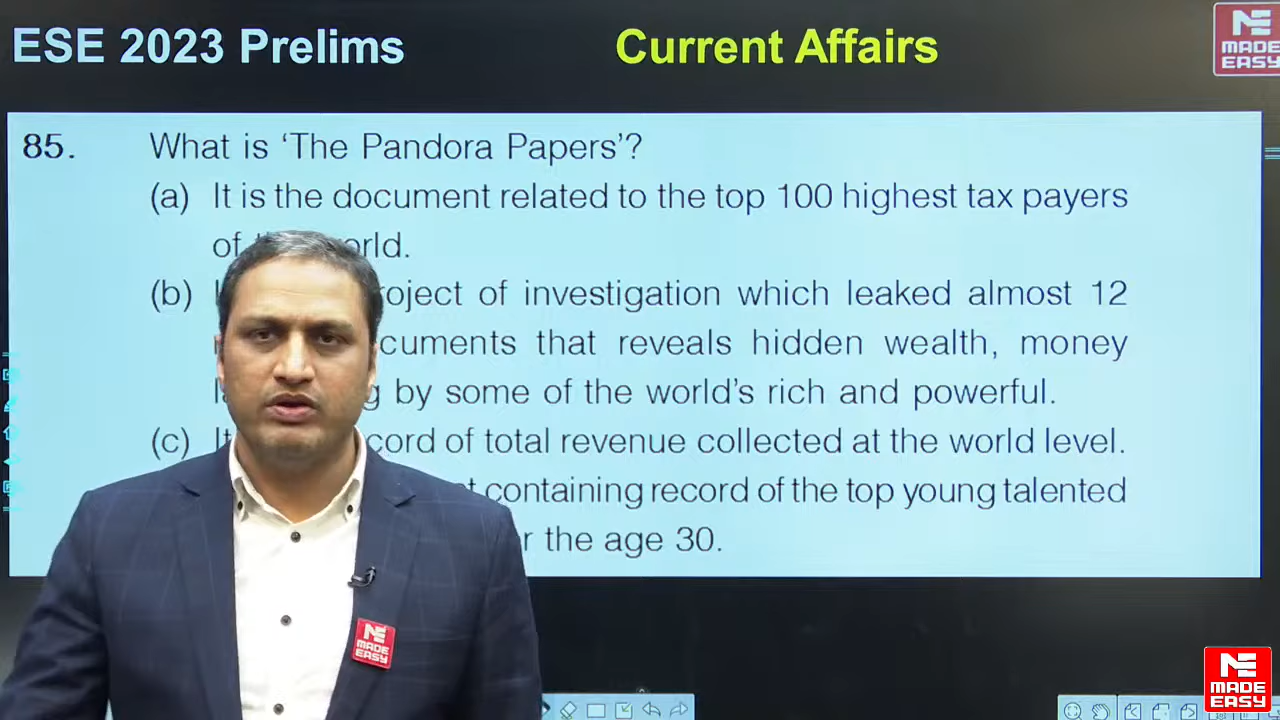 ESE 2023 Prelims
Current Affairs
MADE EASY
85. What is ‘The Pandora Papers’?
(a) It is the document related to the top 100 highest tax payers
of orld.
(b) roject of investigation which leaked almost 12
cuments that reveals hidden wealth, money
g by some of the world’s rich and powerful.
(c) It cord of total revenue collected at the world level.
containing record of the top young talented
r the age 30.
MADE EASY
MADE EASY